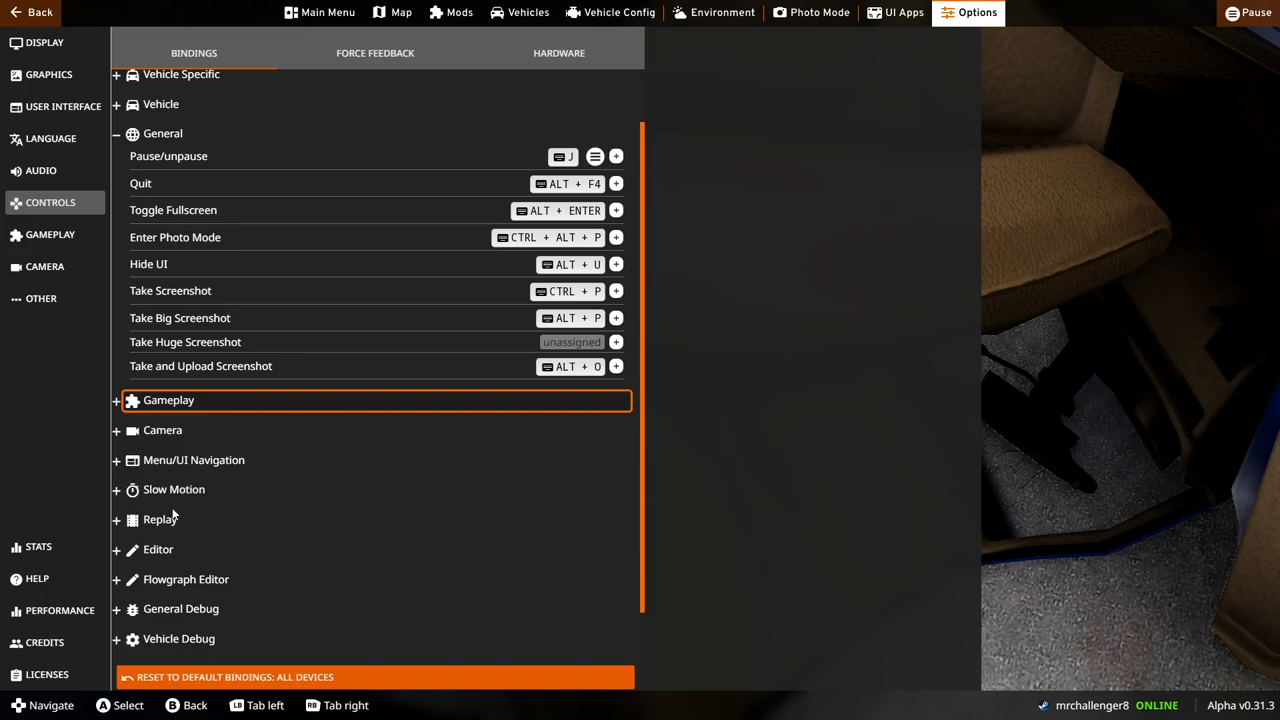 Back
Main Menu
Map
Mods
Vehicles
Vehicle Config
Environment
Photo Mode
UI Apps
Options
Pause
DISPLAY
GRAPHICS
USER INTERFACE
LANGUAGE
AUDIO
CONTROLS
GAMEPLAY
CAMERA
OTHER
STATS
HELP
PERFORMANCE
CREDITS
LICENSES
BINDINGS
FORCE FEEDBACK
HARDWARE
Vehicle Specific
Vehicle
General
Pause/unpause J
Quit ALT + F4
Toggle Fullscreen ALT + ENTER
Enter Photo Mode CTRL + ALT + P
Hide UI ALT + U
Take Screenshot CTRL + P
Take Big Screenshot ALT + P
Take Huge Screenshot unassigned
Take and Upload Screenshot ALT + O
Gameplay
Camera
Menu/UI Navigation
Slow Motion
Replay
Editor
Flowgraph Editor
General Debug
Vehicle Debug
RESET TO DEFAULT BINDINGS: ALL DEVICES
Navigate
A Select
B Back
LB Tab left
RB Tab right
mrchallenger8 ONLINE
Alpha v0.31.3